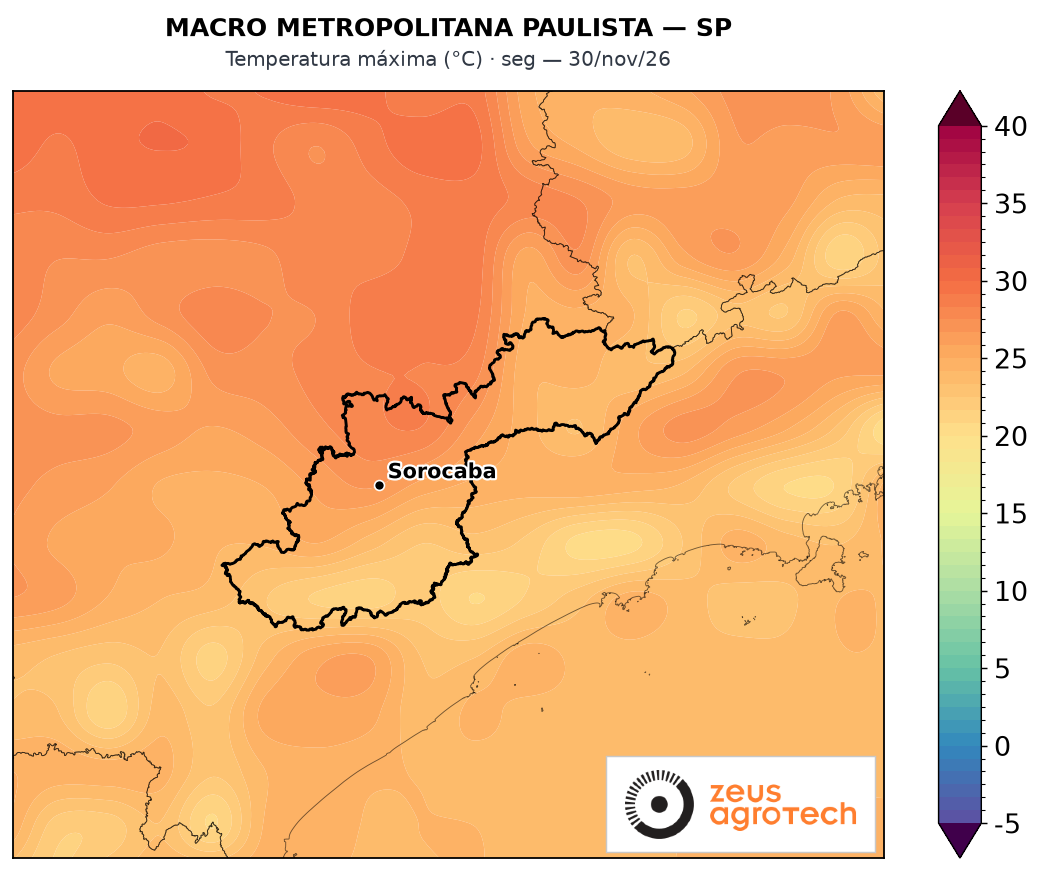 MACRO METROPOLITANA PAULISTA — SP
Temperatura máxima (°C) · seg — 30/nov/26
40
35
30
25
20
15
10
5
0
-5
Sorocaba
zeus
agrotech